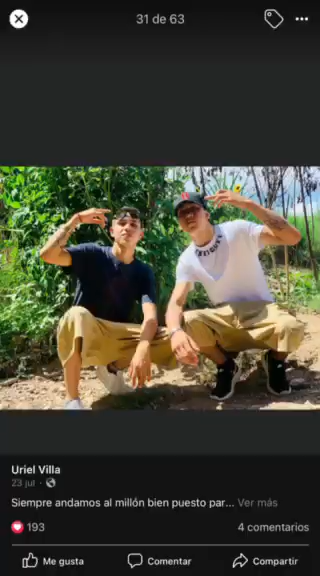 31 de 63
Uriel Villa
23 jul ·
Siempre andamos al millón bien puesto par... Ver más
193
4 comentarios
Me gusta
Comentar
Compartir